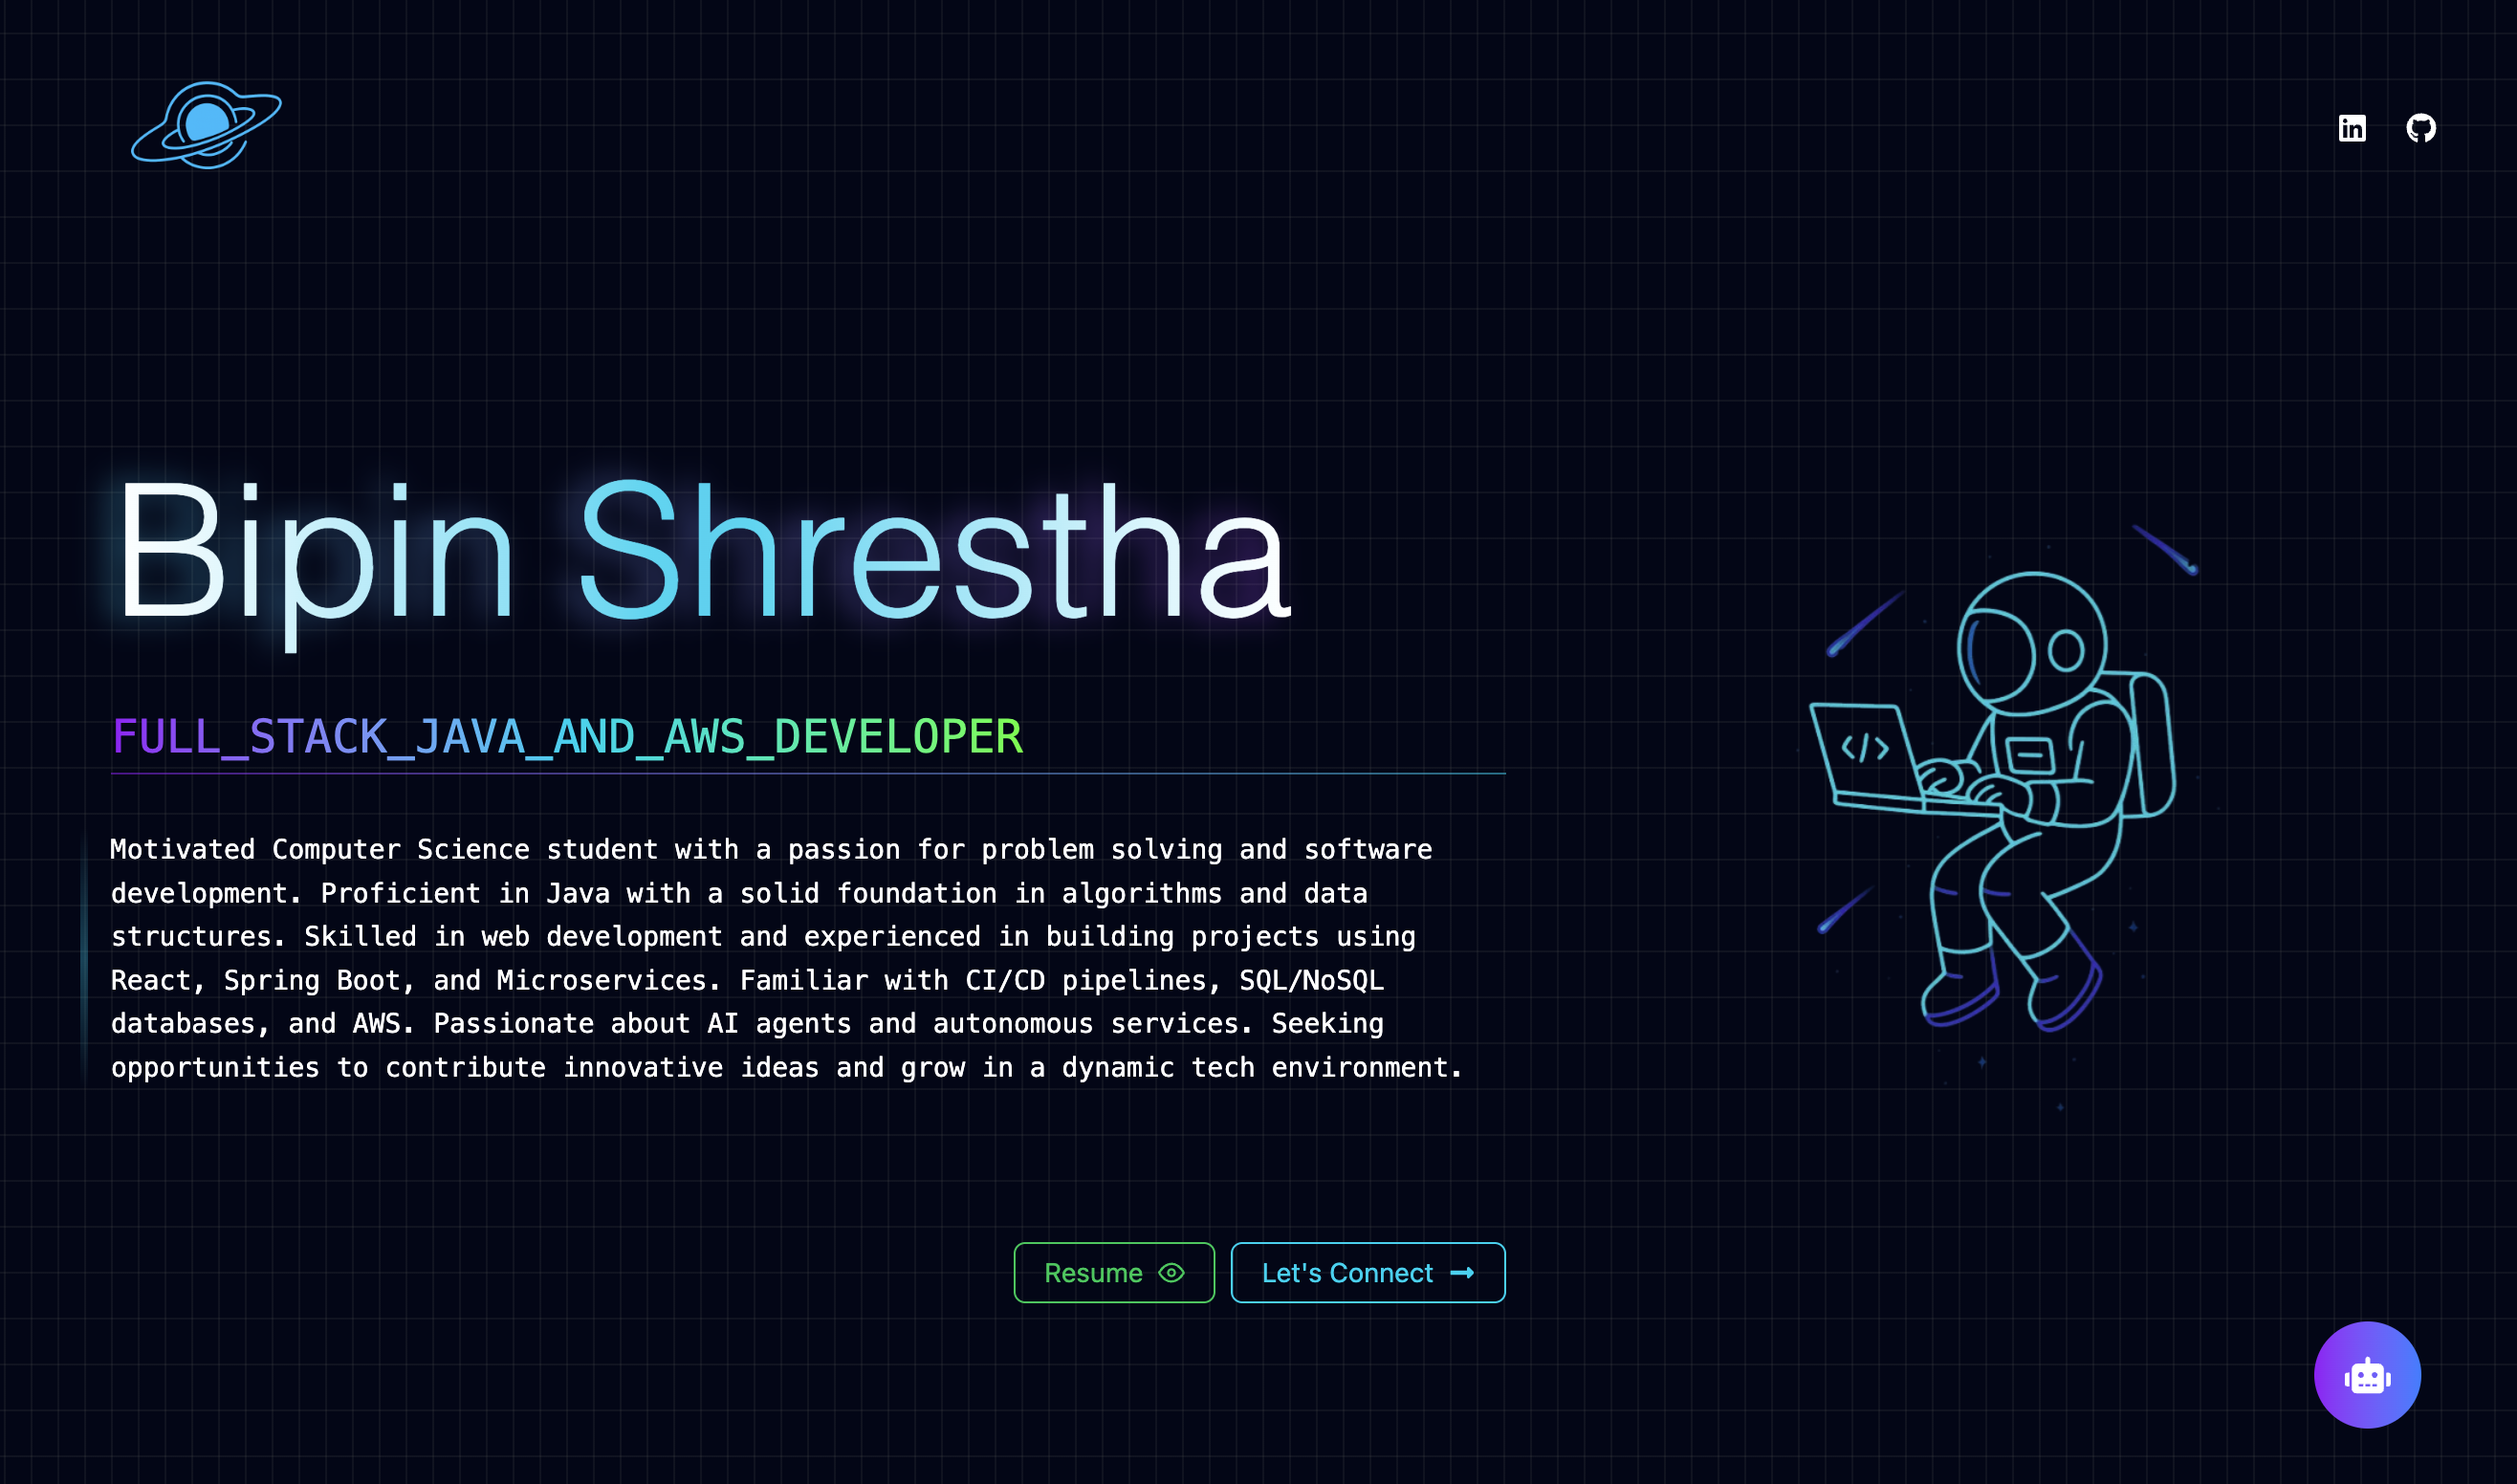 in
Bipin Shrestha
FULL_STACK_JAVA_AND_AWS_DEVELOPER
</>
Motivated Computer Science student with a passion for problem solving and software
development. Proficient in Java with a solid foundation in algorithms and data
structures. Skilled in web development and experienced in building projects using
React, Spring Boot, and Microservices. Familiar with CI/CD pipelines, SQL/NoSQL
databases, and AWS. Passionate about AI agents and autonomous services. Seeking
opportunities to contribute innovative ideas and grow in a dynamic tech environment.
Resume
Let's Connect